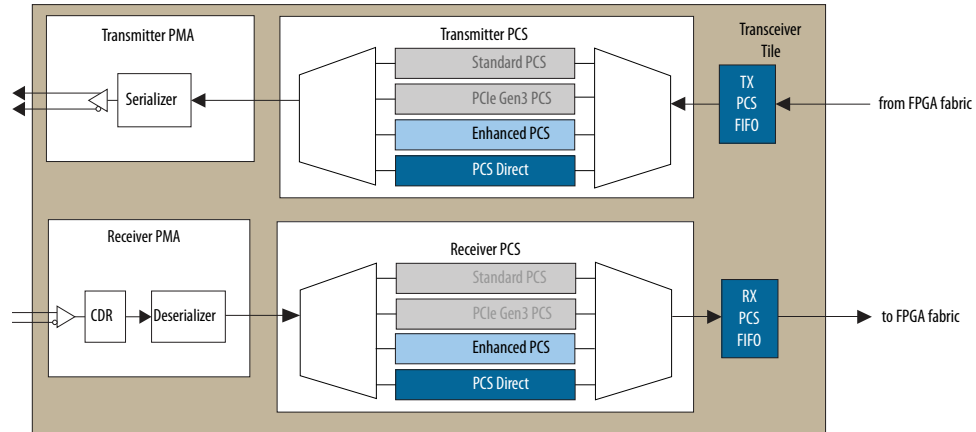 Transmitter PMA
Serializer
Transmitter PCS
Standard PCS
PCIe Gen3 PCS
Enhanced PCS
PCS Direct
Transceiver
Tile
TX
PCS
FIFO
from FPGA fabric
Receiver PMA
CDR
Deserializer
Receiver PCS
Standard PCS
PCIe Gen3 PCS
Enhanced PCS
PCS Direct
RX
PCS
FIFO
to FPGA fabric